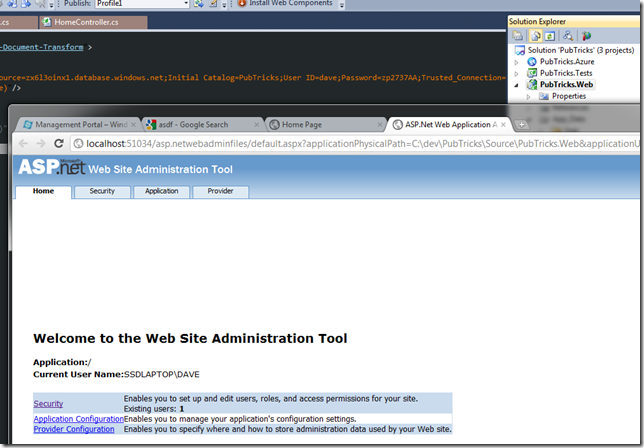 Publish: Profile1
Install Web Components
.cs
HomeController.cs
Solution Explorer
-Document-Transform >
Solution 'PubTricks' (3 projects)
PubTricks.Azure
PubTricks.Tests
PubTricks.Web
Properties
ource=zx6l3oinx1.database.windows.net;Initial Catalog=PubTricks;User ID=dave;Password=zp2737AA;Trusted_Connection=
) />
Management Portal – Wind
asdf - Google Search
Home Page
ASP.Net Web Application A
localhost:51034/asp.netwebadminfiles/default.aspx?applicationPhysicalPath=C:\dev\PubTricks\Source\PubTricks.Web&applicationU
Microsoft
ASP.net Web Site Administration Tool
Home
Security
Application
Provider
Welcome to the Web Site Administration Tool
Application:/
Current User Name:SSDLAPTOP\DAVE
Security
Enables you to set up and edit users, roles, and access permissions for your site.
Existing users: 1
Application Configuration Enables you to manage your application's configuration settings.
Provider Configuration Enables you to specify where and how to store administration data used by your Web site.